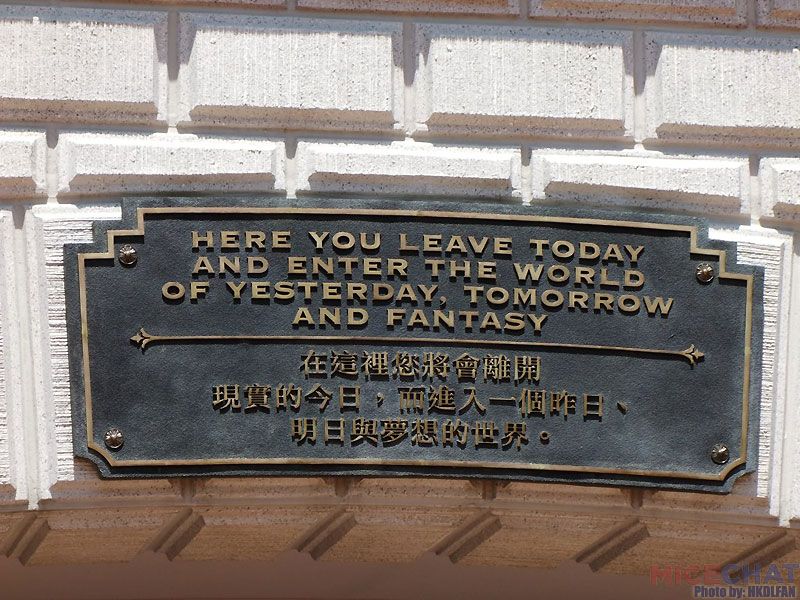 HERE YOU LEAVE TODAY
AND ENTER THE WORLD
OF YESTERDAY, TOMORROW
AND FANTASY
在這裡您將會離開
現實的今日，而進入一個昨日、
明日與夢想的世界。
MICECHAT
Photo by: HKDLFAN